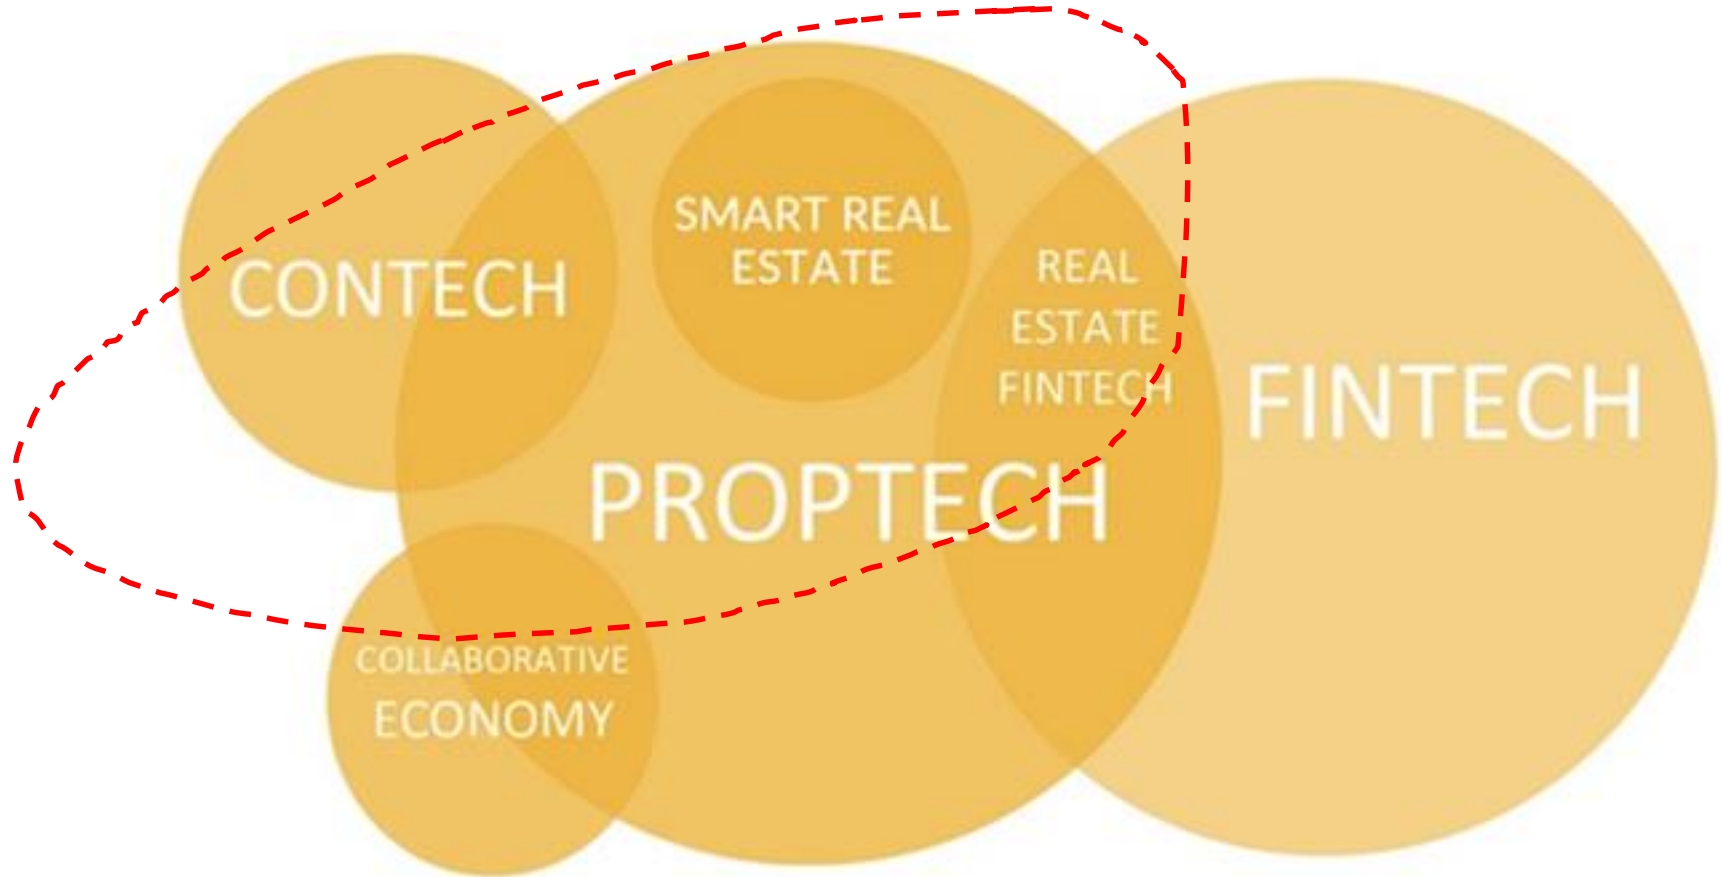 CONTECH
SMART REAL
ESTATE
REAL
ESTATE
FINTECH
FINTECH
PROPTECH
COLLABORATIVE
ECONOMY